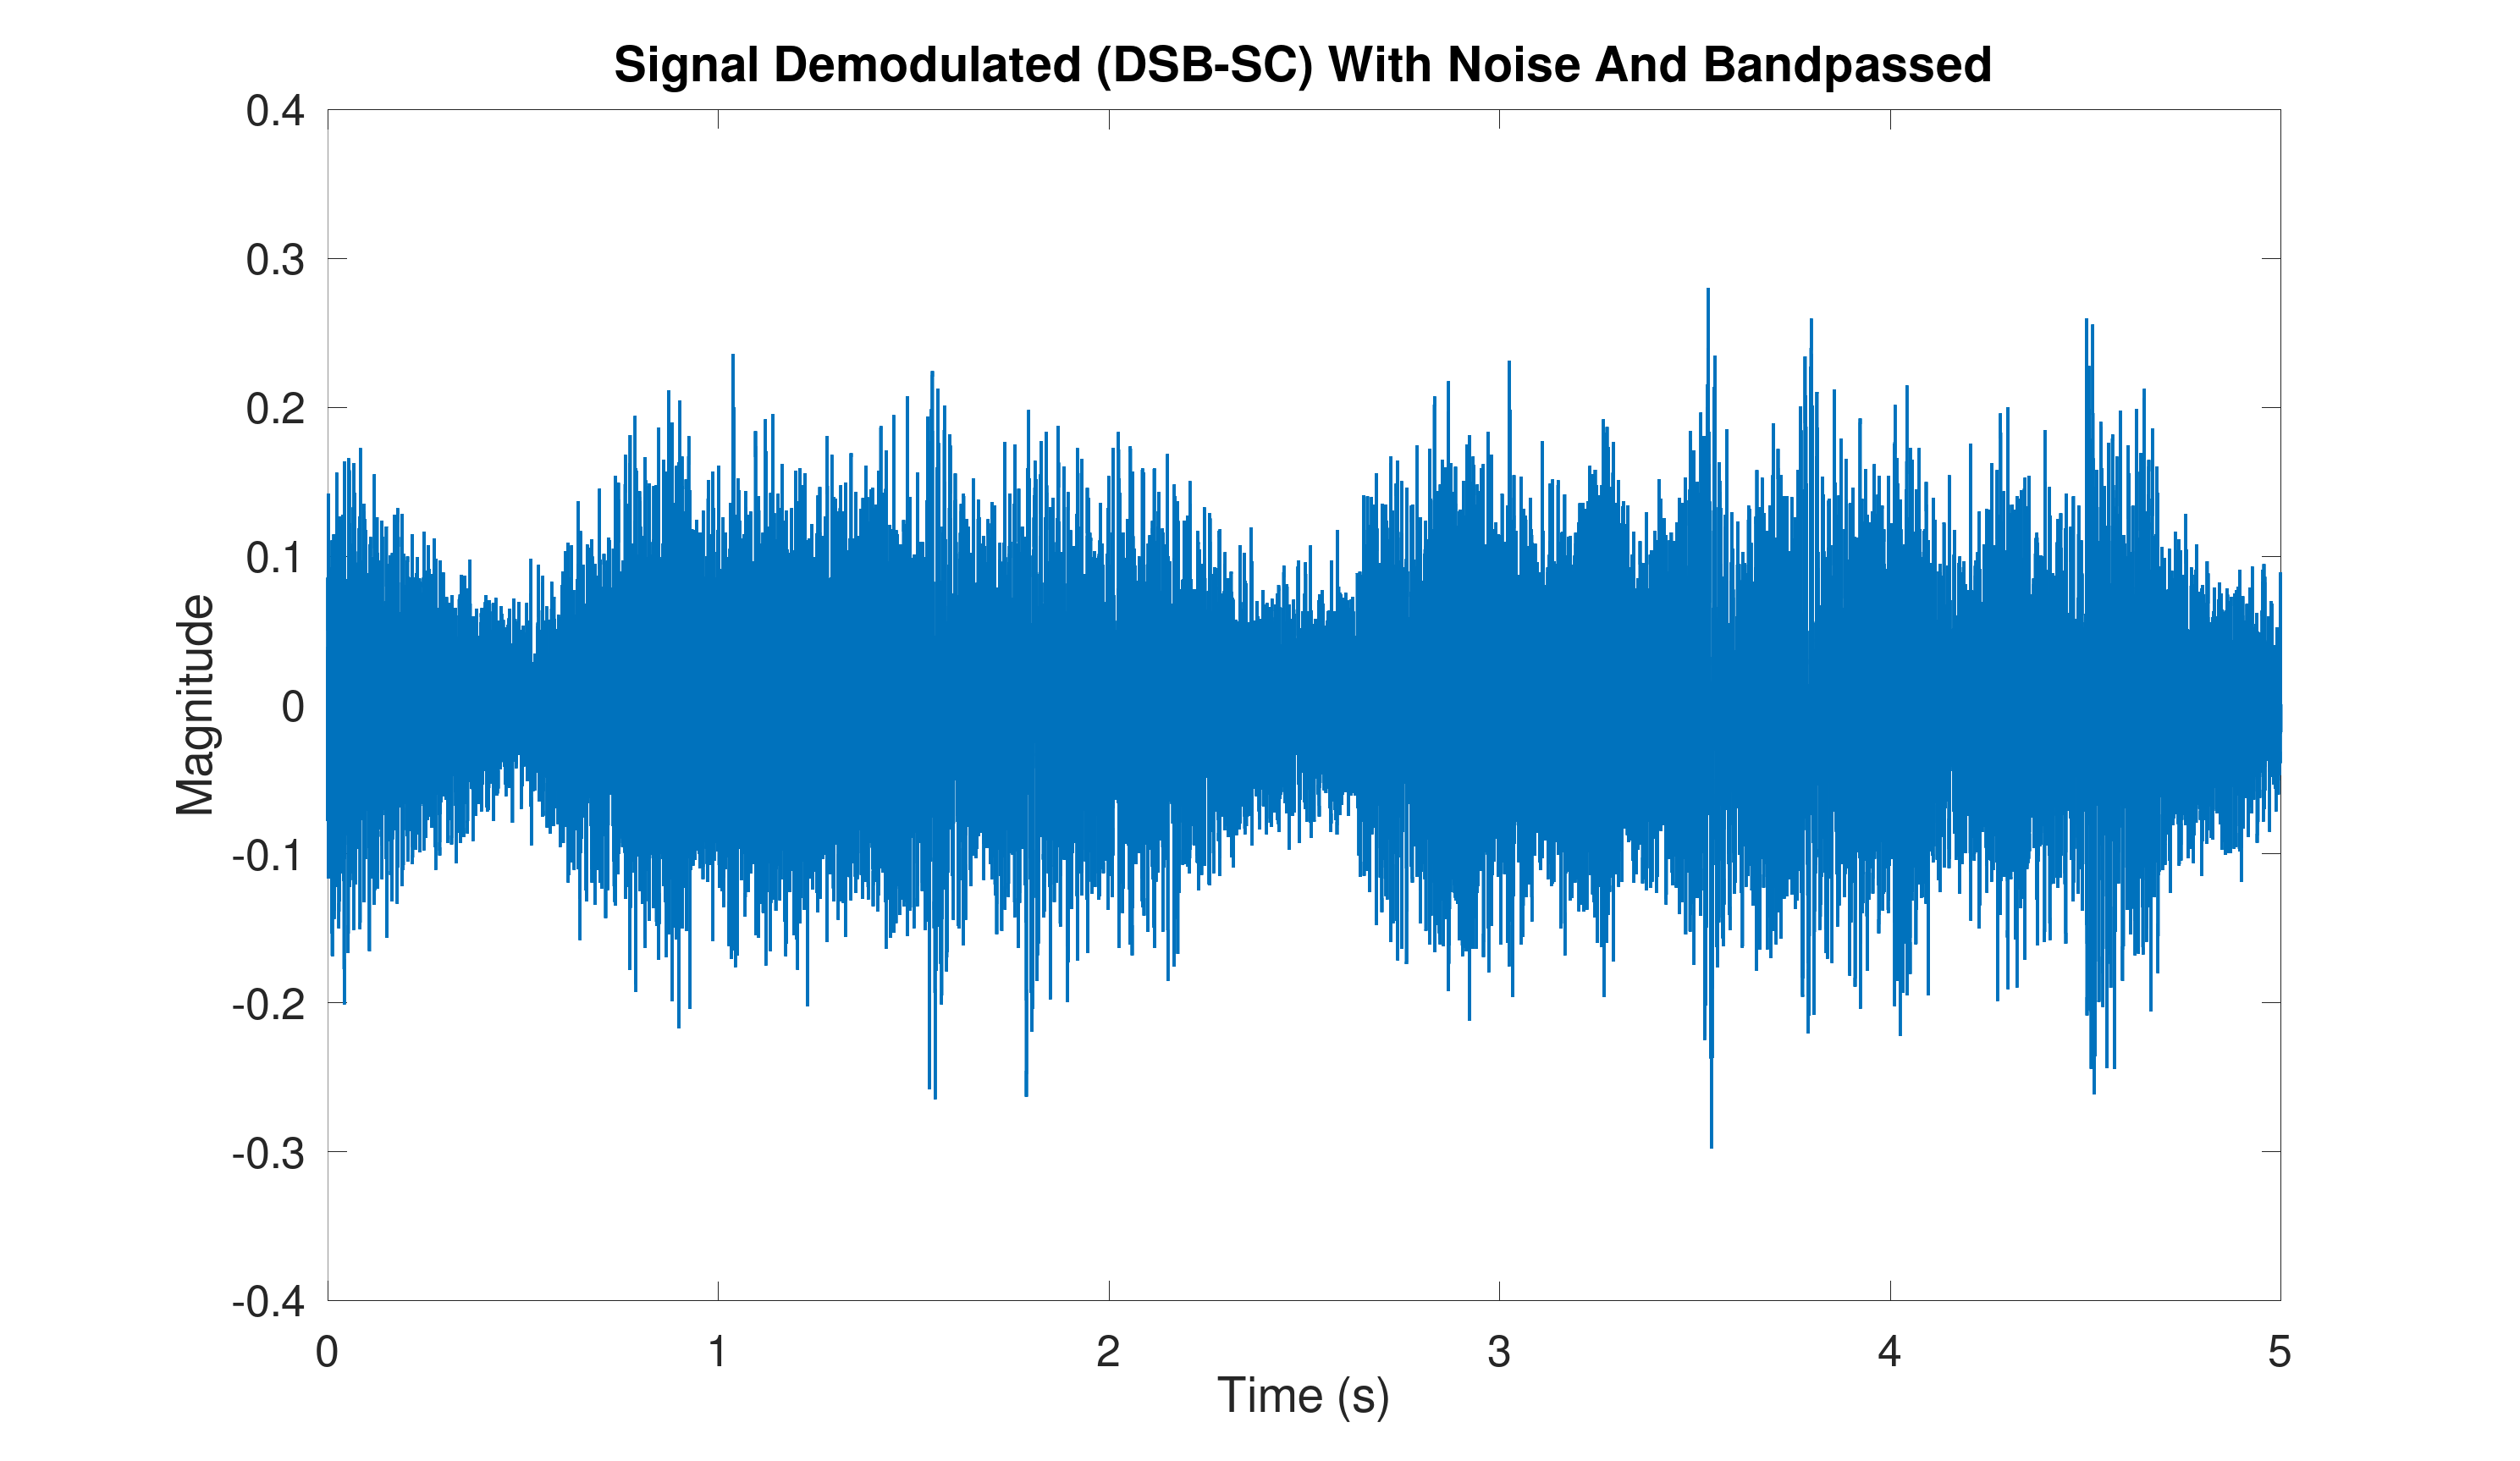 Signal Demodulated (DSB-SC) With Noise And Bandpassed
0.4
0.3
0.2
0.1
0
-0.1
-0.2
-0.3
-0.4
Magnitude
0 1 2 3 4 5
Time (s)